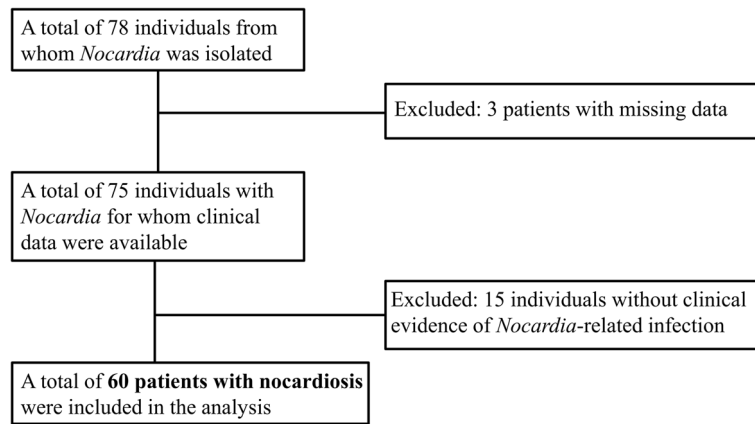 A total of 78 individuals from
whom Nocardia was isolated
Excluded: 3 patients with missing data
A total of 75 individuals with
Nocardia for whom clinical
data were available
Excluded: 15 individuals without clinical
evidence of Nocardia-related infection
A total of 60 patients with nocardiosis
were included in the analysis